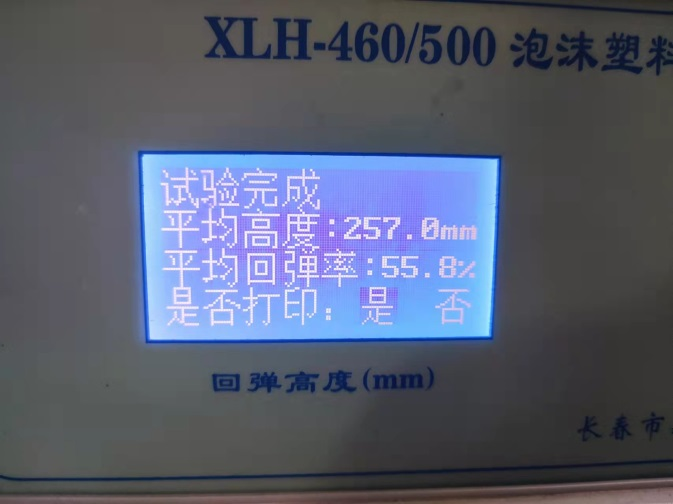 XLH-460/500 泡沫塑料
试验完成
平均高度:257.0mm
平均回弹率:55.8%
是否打印: 是 否
回弹高度(mm)
长春市